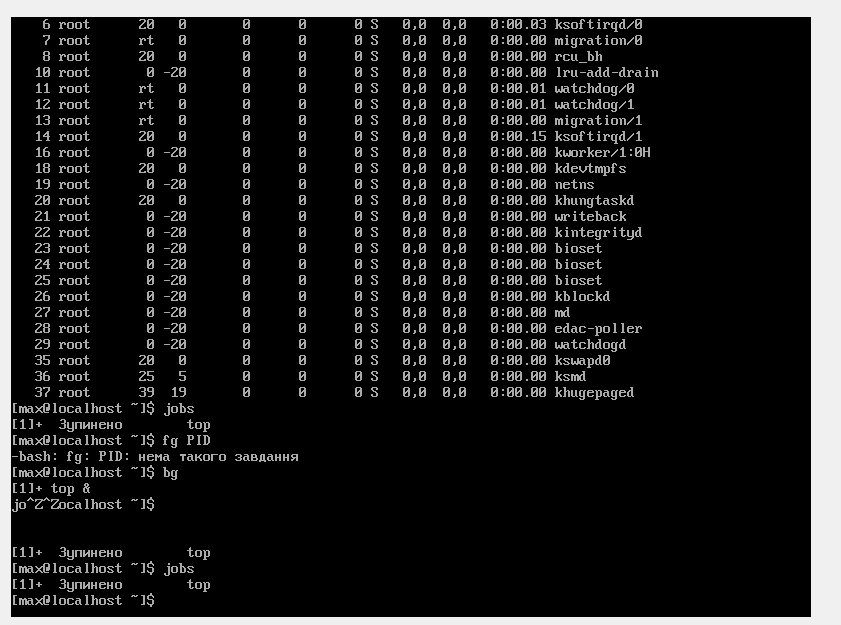 6 root 20 0 0 0 0 S 0,0 0,0 0:00.03 ksoftirqd/0
7 root rt 0 0 0 0 S 0,0 0,0 0:00.00 migration/0
8 root 20 0 0 0 0 S 0,0 0,0 0:00.00 rcu_bh
10 root 0 -20 0 0 0 S 0,0 0,0 0:00.00 lru-add-drain
11 root rt 0 0 0 0 S 0,0 0,0 0:00.01 watchdog/0
12 root rt 0 0 0 0 S 0,0 0,0 0:00.01 watchdog/1
13 root rt 0 0 0 0 S 0,0 0,0 0:00.00 migration/1
14 root 20 0 0 0 0 S 0,0 0,0 0:00.15 ksoftirqd/1
16 root 0 -20 0 0 0 S 0,0 0,0 0:00.00 kworker/1:0H
18 root 20 0 0 0 0 S 0,0 0,0 0:00.00 kdevtmpfs
19 root 0 -20 0 0 0 S 0,0 0,0 0:00.00 netns
20 root 20 0 0 0 0 S 0,0 0,0 0:00.00 khungtaskd
21 root 0 -20 0 0 0 S 0,0 0,0 0:00.00 writeback
22 root 0 -20 0 0 0 S 0,0 0,0 0:00.00 kintegrityd
23 root 0 -20 0 0 0 S 0,0 0,0 0:00.00 bioset
24 root 0 -20 0 0 0 S 0,0 0,0 0:00.00 bioset
25 root 0 -20 0 0 0 S 0,0 0,0 0:00.00 bioset
26 root 0 -20 0 0 0 S 0,0 0,0 0:00.00 kblockd
27 root 0 -20 0 0 0 S 0,0 0,0 0:00.00 md
28 root 0 -20 0 0 0 S 0,0 0,0 0:00.00 edac-poller
29 root 0 -20 0 0 0 S 0,0 0,0 0:00.00 watchdogd
35 root 20 0 0 0 0 S 0,0 0,0 0:00.00 kswapd0
36 root 25 5 0 0 0 S 0,0 0,0 0:00.00 ksmd
37 root 39 19 0 0 0 S 0,0 0,0 0:00.00 khugepaged
[max@localhost ~]$ jobs
[1]+ Зупинено top
[max@localhost ~]$ fg PID
-bash: fg: PID: нема такого завдання
[max@localhost ~]$ bg
[1]+ top &
jo^Z^Zocalhost ~]$
[1]+ Зупинено top
[max@localhost ~]$ jobs
[1]+ Зупинено top
[max@localhost ~]$